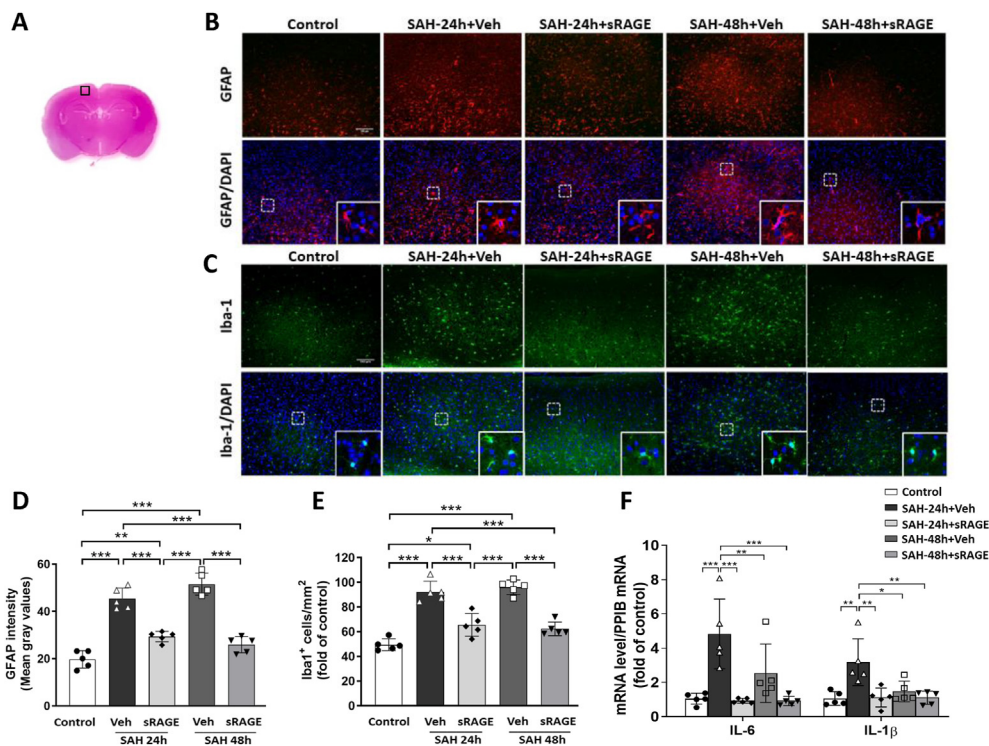 A
B
Control SAH-24h+Veh SAH-24h+sRAGE SAH-48h+Veh SAH-48h+sRAGE
GFAP
GFAP/DAPI
C
Control SAH-24h+Veh SAH-24h+sRAGE SAH-48h+Veh SAH-48h+sRAGE
Iba-1
Iba-1/DAPI
D
***
***
**
*** *** *** ***
GFAP intensity
(Mean gray values)
60
40
20
0
Control Veh sRAGE Veh sRAGE
SAH 24h SAH 48h
E
***
***
*
*** *** *** ***
Iba1+ cells/mm2
(fold of control)
120
100
80
60
40
20
0
Control Veh sRAGE Veh sRAGE
SAH 24h SAH 48h
F
Control
SAH-24h+Veh
SAH-24h+sRAGE
SAH-48h+Veh
SAH-48h+sRAGE
mRNA level/PPIB mRNA
(fold of control)
10
8
6
4
2
0
***
**
*** ***
**
*
** **
IL-6 IL-1β